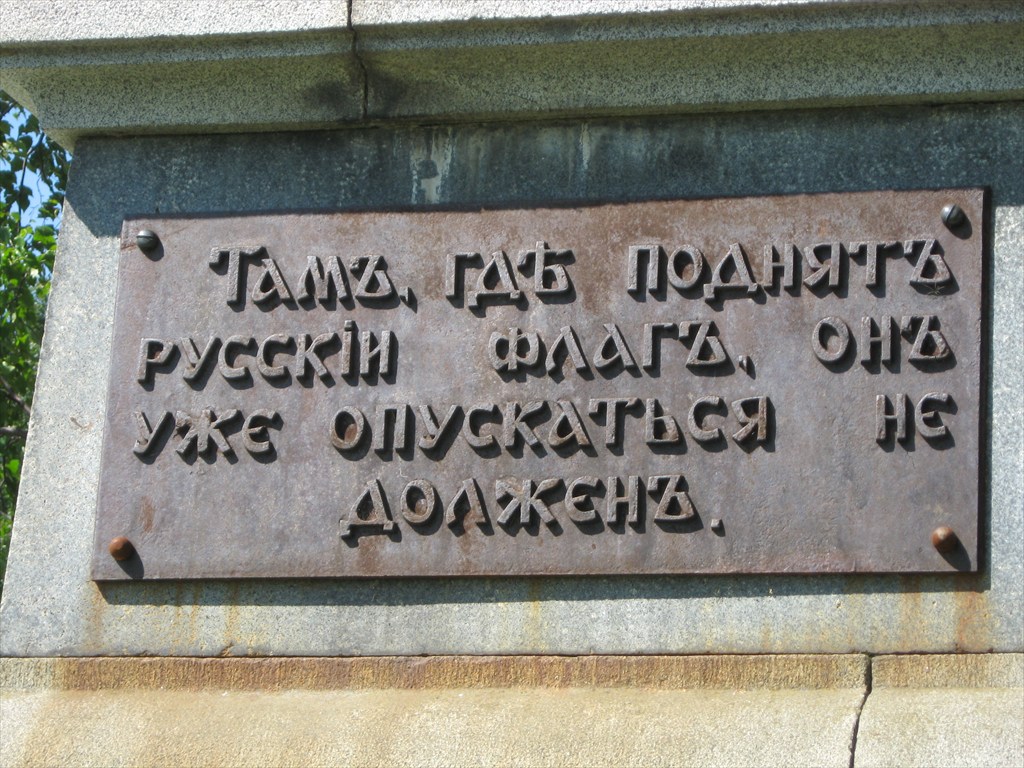 Тамъ, гдѣ поднятъ
русскій флагъ, онъ
уже опускаться не
долженъ.